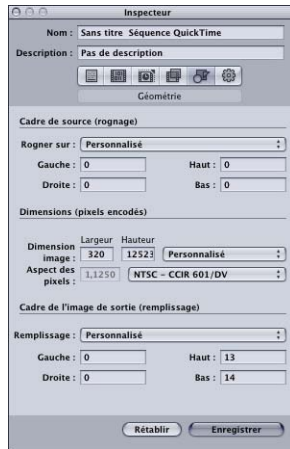 Inspecteur
Nom : Sans titre Séquence QuickTime
Description : Pas de description
Géométrie
Cadre de source (rognage)
Rogner sur : Personnalisé
Gauche : 0 Haut : 0
Droite : 0 Bas : 0
Dimensions (pixels encodés)
Largeur Hauteur
Dimension image : 320 12523 Personnalisé
Aspect des pixels : 1,1250 NTSC – CCIR 601/DV
Cadre de l'image de sortie (remplissage)
Remplissage : Personnalisé
Gauche : 0 Haut : 13
Droite : 0 Bas : 14
Rétablir Enregistrer